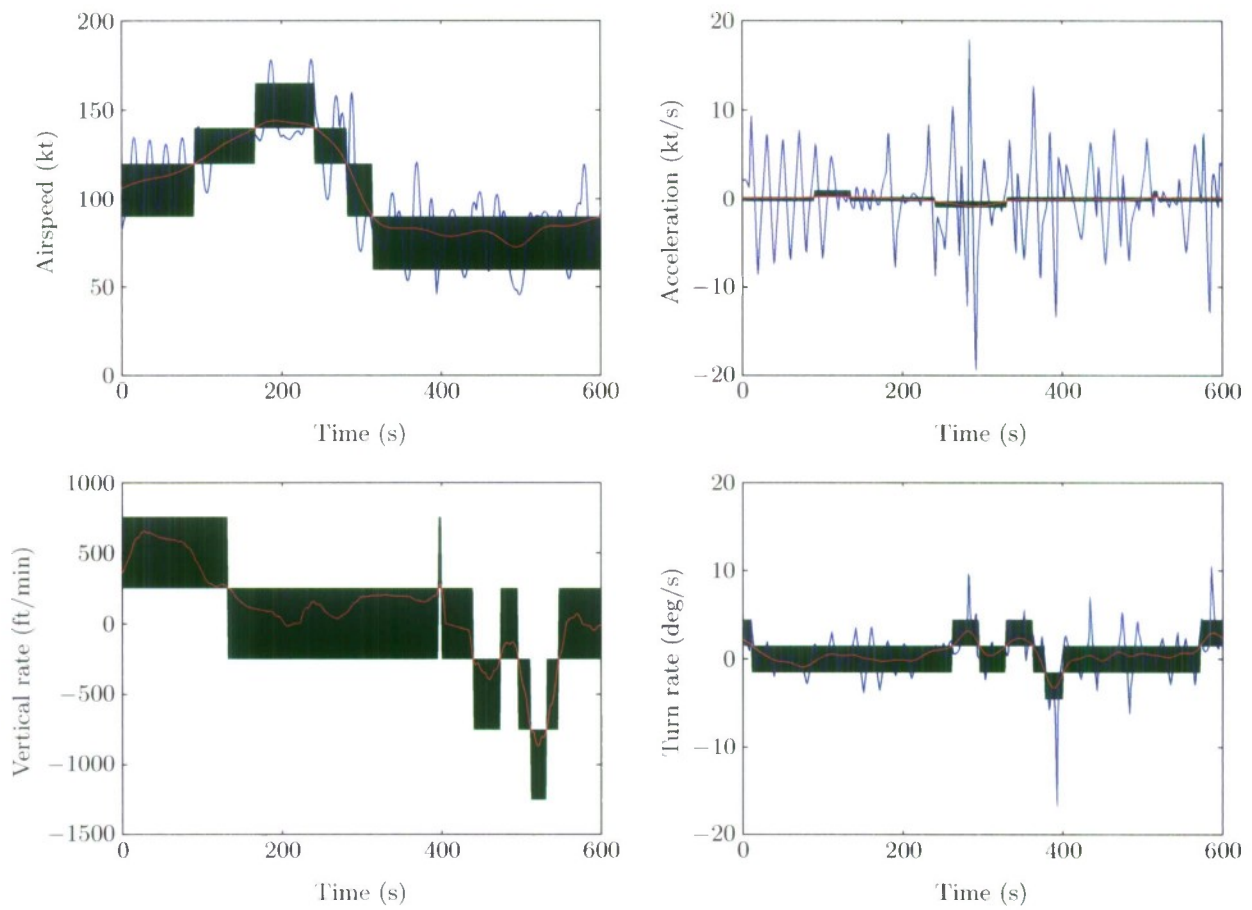 200
150
100
50
0
Airspeed (kt)
0 200 400 600
Time (s)
20
10
0
−10
−20
Acceleration (kt/s)
0 200 400 600
Time (s)
1000
500
0
−500
−1000
−1500
Vertical rate (ft/min)
0 200 400 600
Time (s)
20
10
0
−10
−20
Turn rate (deg/s)
0 200 400 600
Time (s)